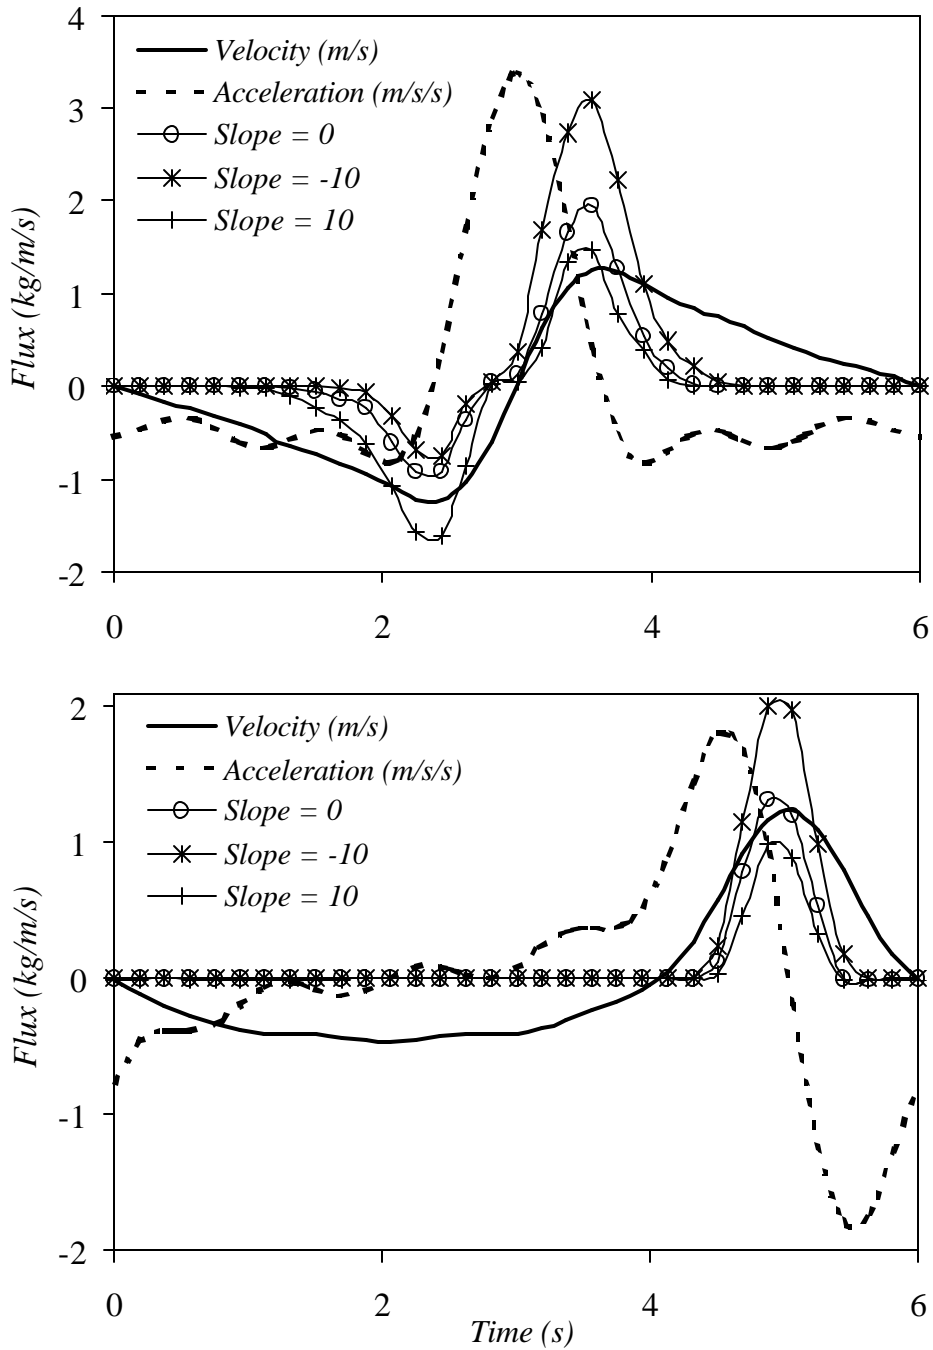 4
3
2
1
0
-1
-2
Flux (kg/m/s)
Velocity (m/s)
Acceleration (m/s/s)
Slope = 0
Slope = -10
Slope = 10
0 2 4 6
2
1
0
-1
-2
Flux (kg/m/s)
Velocity (m/s)
Acceleration (m/s/s)
Slope = 0
Slope = -10
Slope = 10
0 2 4 6
Time (s)